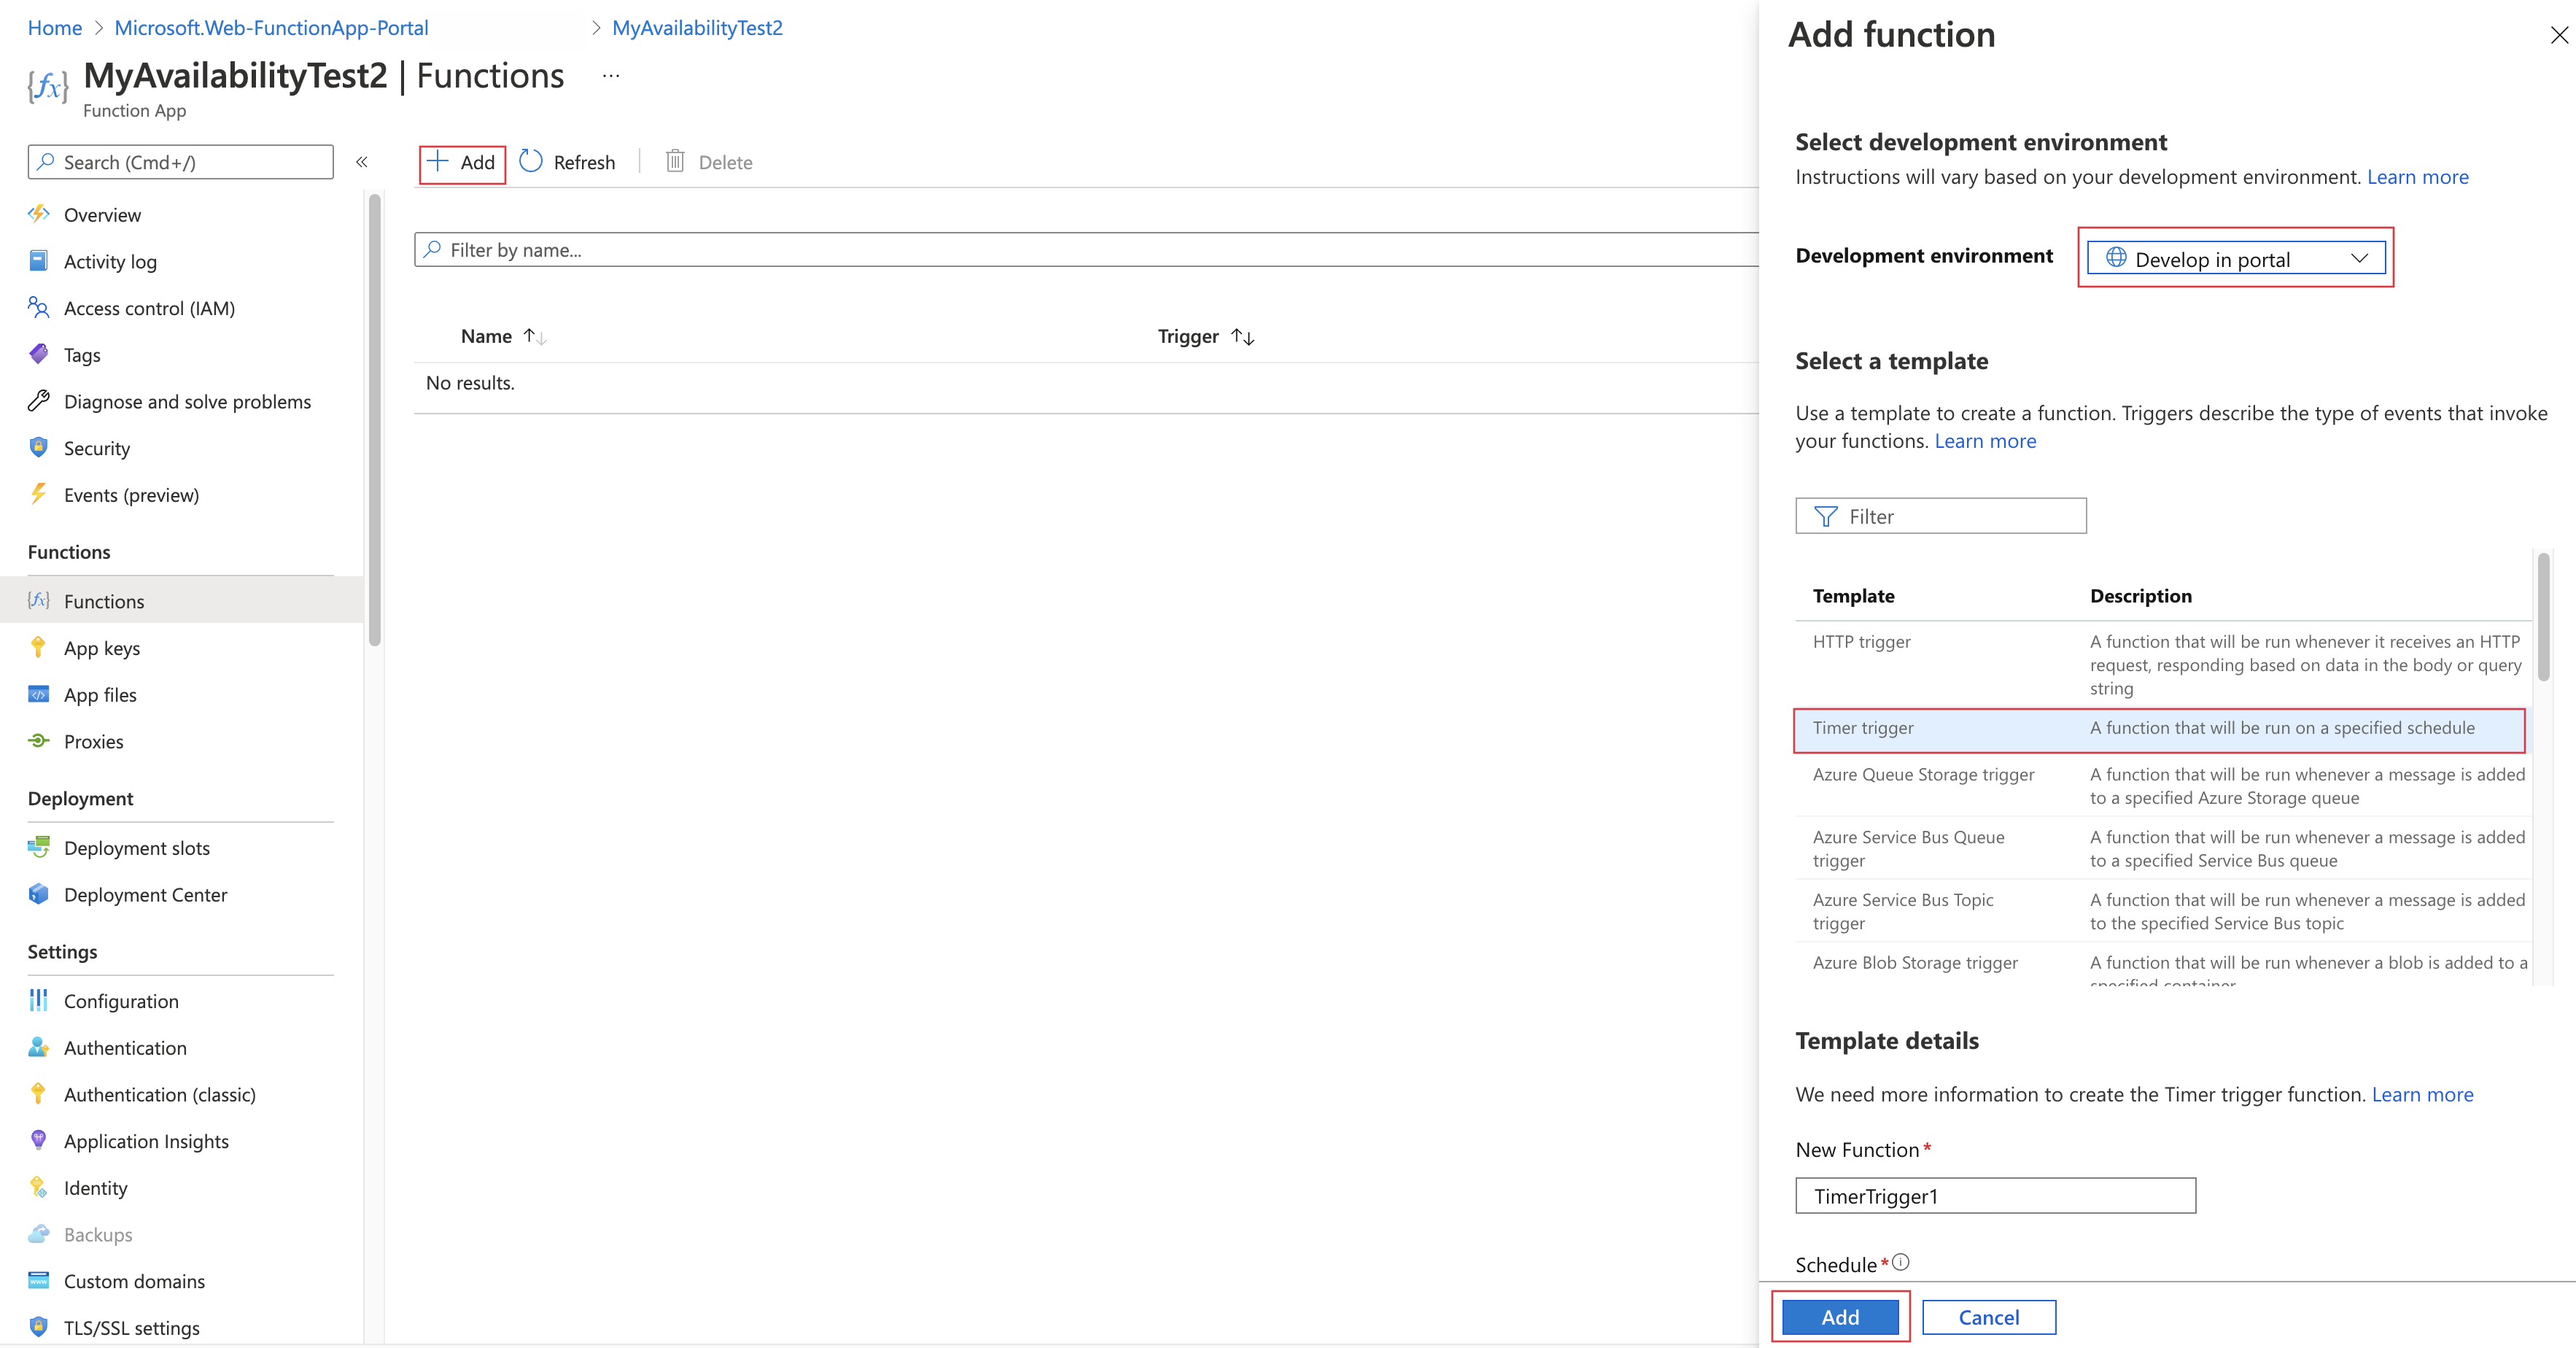 Home > Microsoft.Web-FunctionApp-Portal > MyAvailabilityTest2
{fx} MyAvailabilityTest2 | Functions ...
Function App
Search (Cmd+/) «
Overview
Activity log
Access control (IAM)
Tags
Diagnose and solve problems
Security
Events (preview)
Functions
{fx} Functions
App keys
App files
Proxies
Deployment
Deployment slots
Deployment Center
Settings
Configuration
Authentication
Authentication (classic)
Application Insights
Identity
Backups
Custom domains
TLS/SSL settings
Add Refresh Delete
Filter by name...
Name Trigger
No results.
Add function
Select development environment
Instructions will vary based on your development environment. Learn more
Development environment Develop in portal
Select a template
Use a template to create a function. Triggers describe the type of events that invoke
your functions. Learn more
Filter
Template Description
HTTP trigger A function that will be run whenever it receives an HTTP
request, responding based on data in the body or query
string
Timer trigger A function that will be run on a specified schedule
Azure Queue Storage trigger A function that will be run whenever a message is added
to a specified Azure Storage queue
Azure Service Bus Queue A function that will be run whenever a message is added
trigger to a specified Service Bus queue
Azure Service Bus Topic A function that will be run whenever a message is added
trigger to the specified Service Bus topic
Azure Blob Storage trigger A function that will be run whenever a blob is added to a
specified container
Template details
We need more information to create the Timer trigger function. Learn more
New Function*
TimerTrigger1
Schedule*
Add Cancel